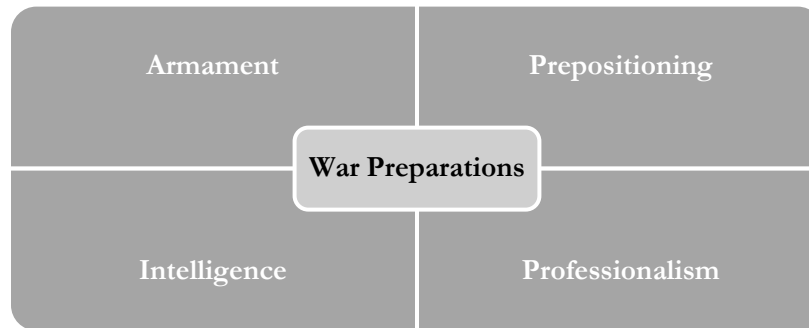 Armament
Prepositioning
War Preparations
Intelligence
Professionalism